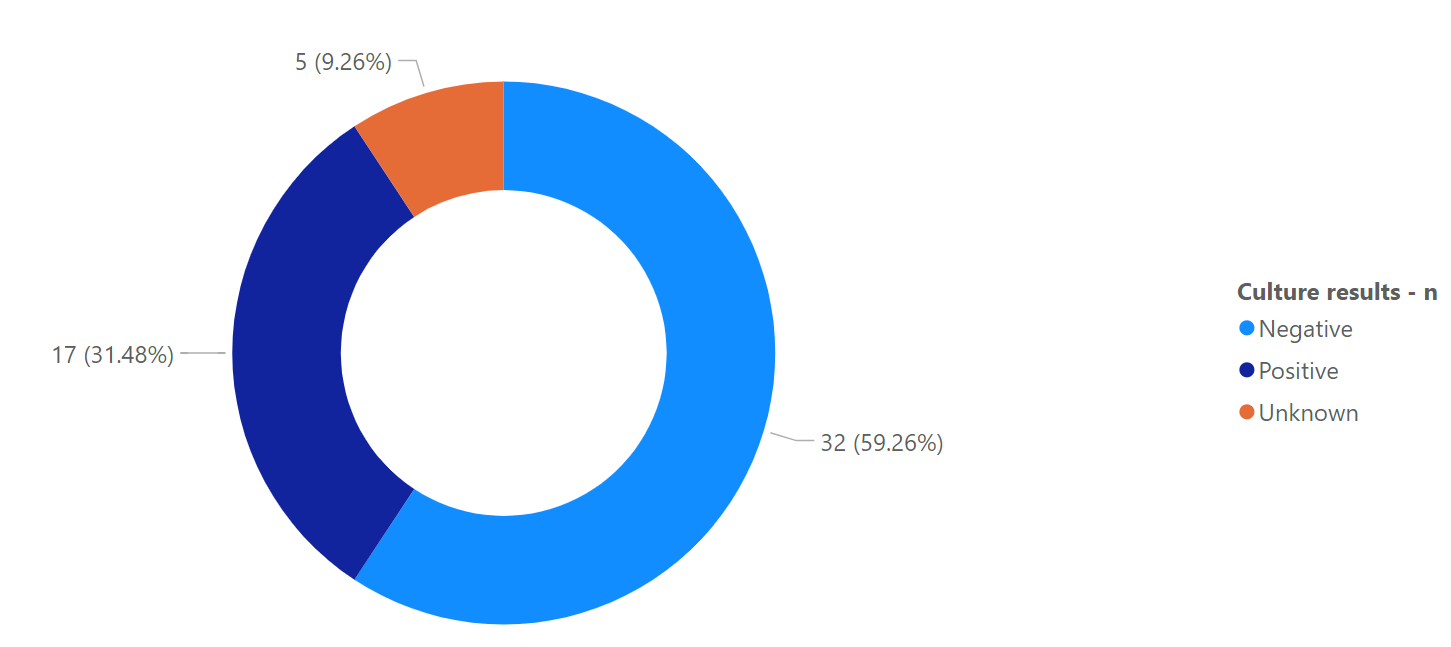 5 (9.26%)
17 (31.48%)
32 (59.26%)
Culture results - n
Negative
Positive
Unknown